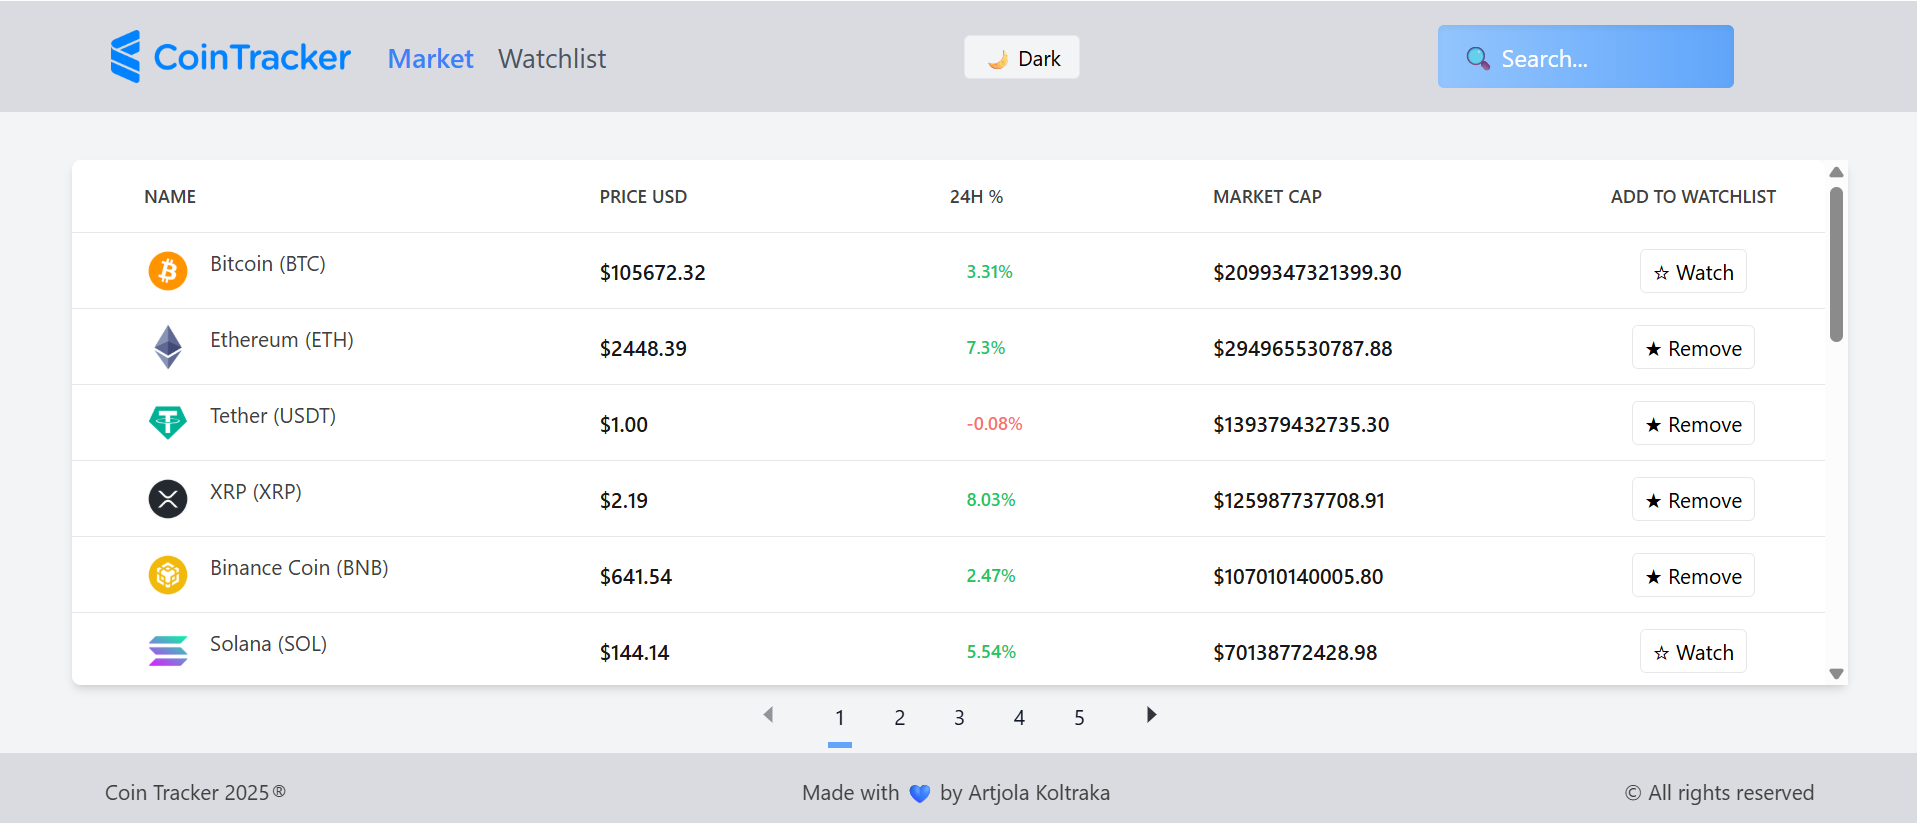 CoinTracker Market Watchlist 🌙 Dark 🔍 Search...
NAME PRICE USD 24H % MARKET CAP ADD TO WATCHLIST
Bitcoin (BTC) $105672.32 3.31% $2099347321399.30 ☆ Watch
Ethereum (ETH) $2448.39 7.3% $294965530787.88 ★ Remove
Tether (USDT) $1.00 -0.08% $139379432735.30 ★ Remove
XRP (XRP) $2.19 8.03% $125987737708.91 ★ Remove
Binance Coin (BNB) $641.54 2.47% $107010140005.80 ★ Remove
Solana (SOL) $144.14 5.54% $70138772428.98 ☆ Watch
1 2 3 4 5
Coin Tracker 2025® Made with 💙 by Artjola Koltraka © All rights reserved